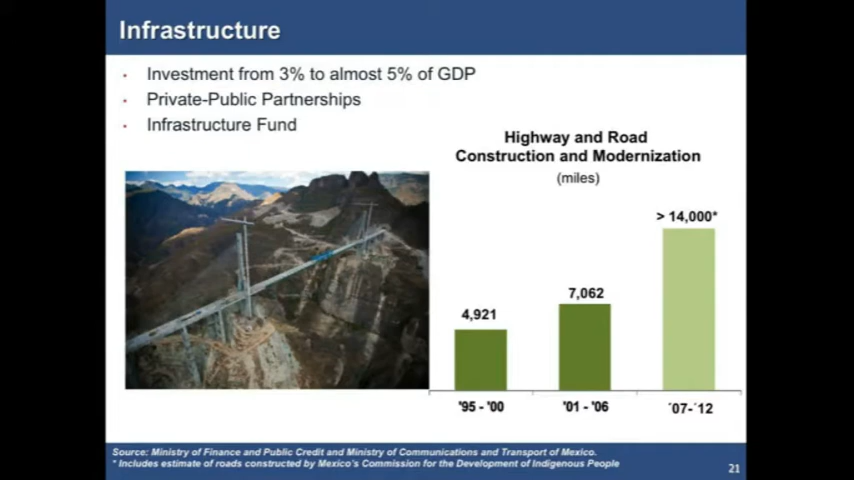 Infrastructure
· Investment from 3% to almost 5% of GDP
· Private-Public Partnerships
· Infrastructure Fund
Highway and Road
Construction and Modernization
(miles)
> 14,000*
7,062
4,921
'95 - '00
'01 - '06
´07-´12
Source: Ministry of Finance and Public Credit and Ministry of Communications and Transport of Mexico.
* Includes estimate of roads constructed by Mexico's Commission for the Development of Indigenous People
21